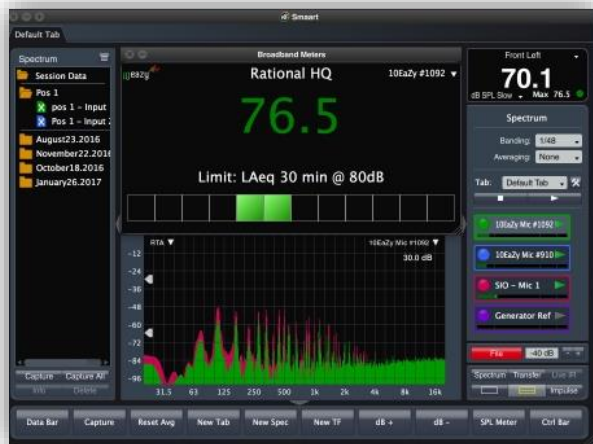 Smaart
Default Tab
Spectrum
Session Data
Pos 1
pos 1 - Input
Pos 1 - Input 2
August23.2016
November22.2016
October18.2016
January26.2017
Capture
Capture All
Info
Delete
Broadband Meters
Rational HQ
10EaZy #1092
76.5
Limit: LAeq 30 min @ 80dB
RTA
10EaZy Mic #1092
30.0 dB
-12
-24
-36
-48
-60
-72
-84
-96
31.5 63 125 250 500 1k 2k 4k 8k 16k
Front Left
70.1
dB SPL Slow
Max 76.5
Spectrum
Banding: 1/48
Averaging: None
Tab: Default Tab
10EaZy Mic #1092
10EaZy Mic #910
SIO - Mic 1
Generator Ref
File
-40 dB
- +
Spectrum Transfer Live IR
Impulse
Data Bar
Capture
Reset Avg
New Tab
New Spec
New TF
dB +
dB -
SPL Meter
Ctrl Bar